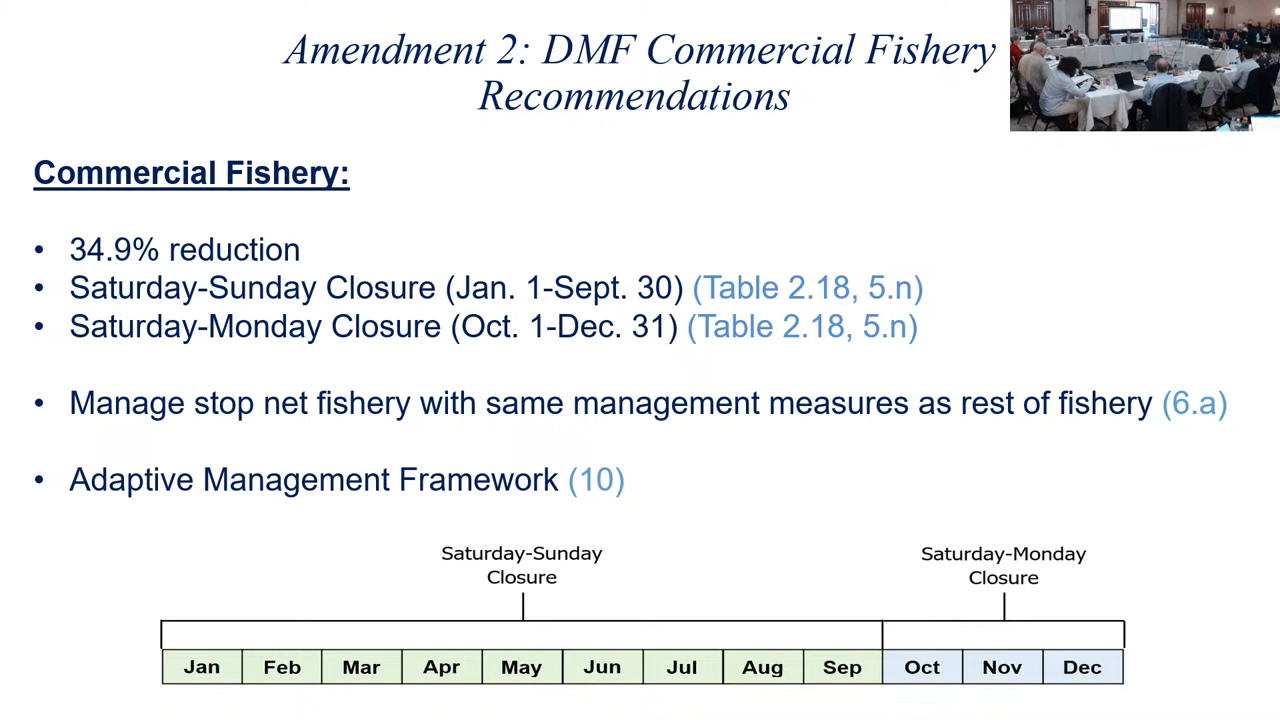 Amendment 2: DMF Commercial Fishery
Recommendations
Commercial Fishery:
• 34.9% reduction
• Saturday-Sunday Closure (Jan. 1-Sept. 30) (Table 2.18, 5.n)
• Saturday-Monday Closure (Oct. 1-Dec. 31) (Table 2.18, 5.n)
• Manage stop net fishery with same management measures as rest of fishery (6.a)
• Adaptive Management Framework (10)
Saturday-Sunday
Closure
Saturday-Monday
Closure
Jan Feb Mar Apr May Jun Jul Aug Sep Oct Nov Dec